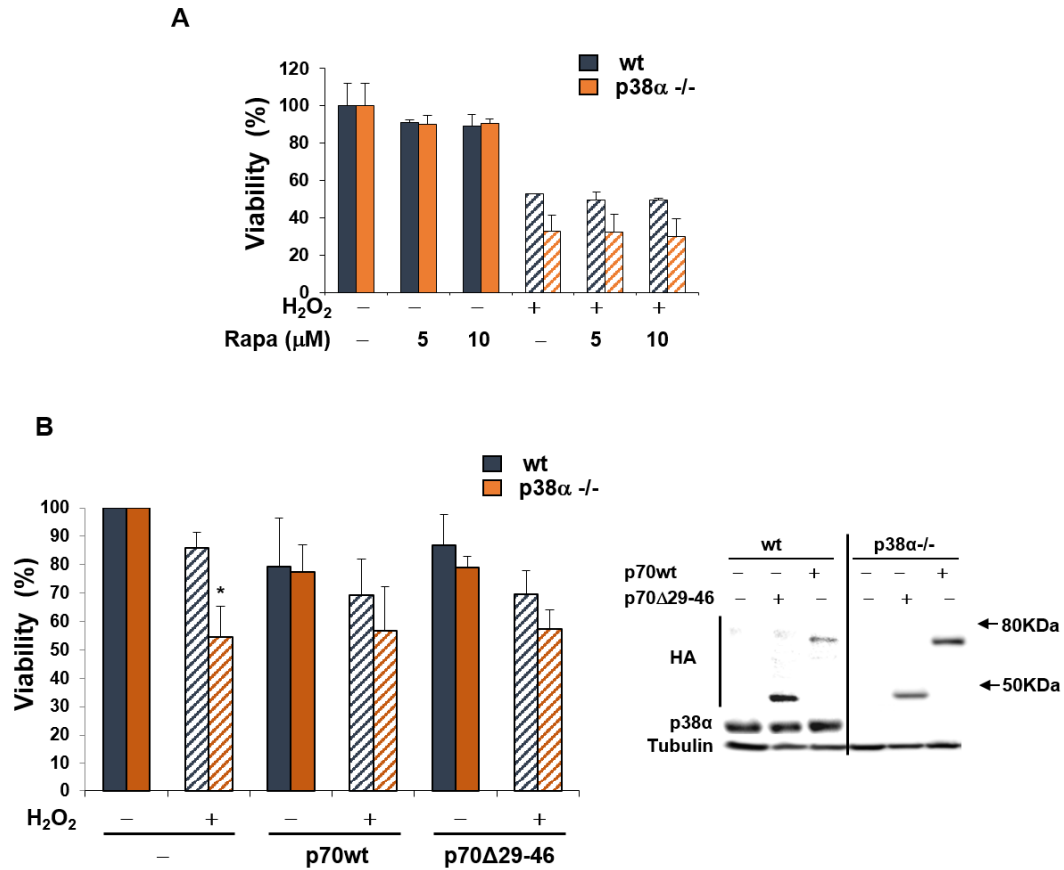 A
wt
p38α -/-
Viability (%)
120
100
80
60
40
20
0
H₂O₂ – – – + + +
Rapa (μM) – 5 10 – 5 10
B
wt
p38α -/-
Viability (%)
100
90
80
70
60
50
40
30
20
10
0
*
H₂O₂ – + – + – +
– p70wt p70Δ29-46
wt p38α-/-
p70wt – – + – – +
p70Δ29-46 – + – – + –
HA
80KDa
50KDa
p38α
Tubulin